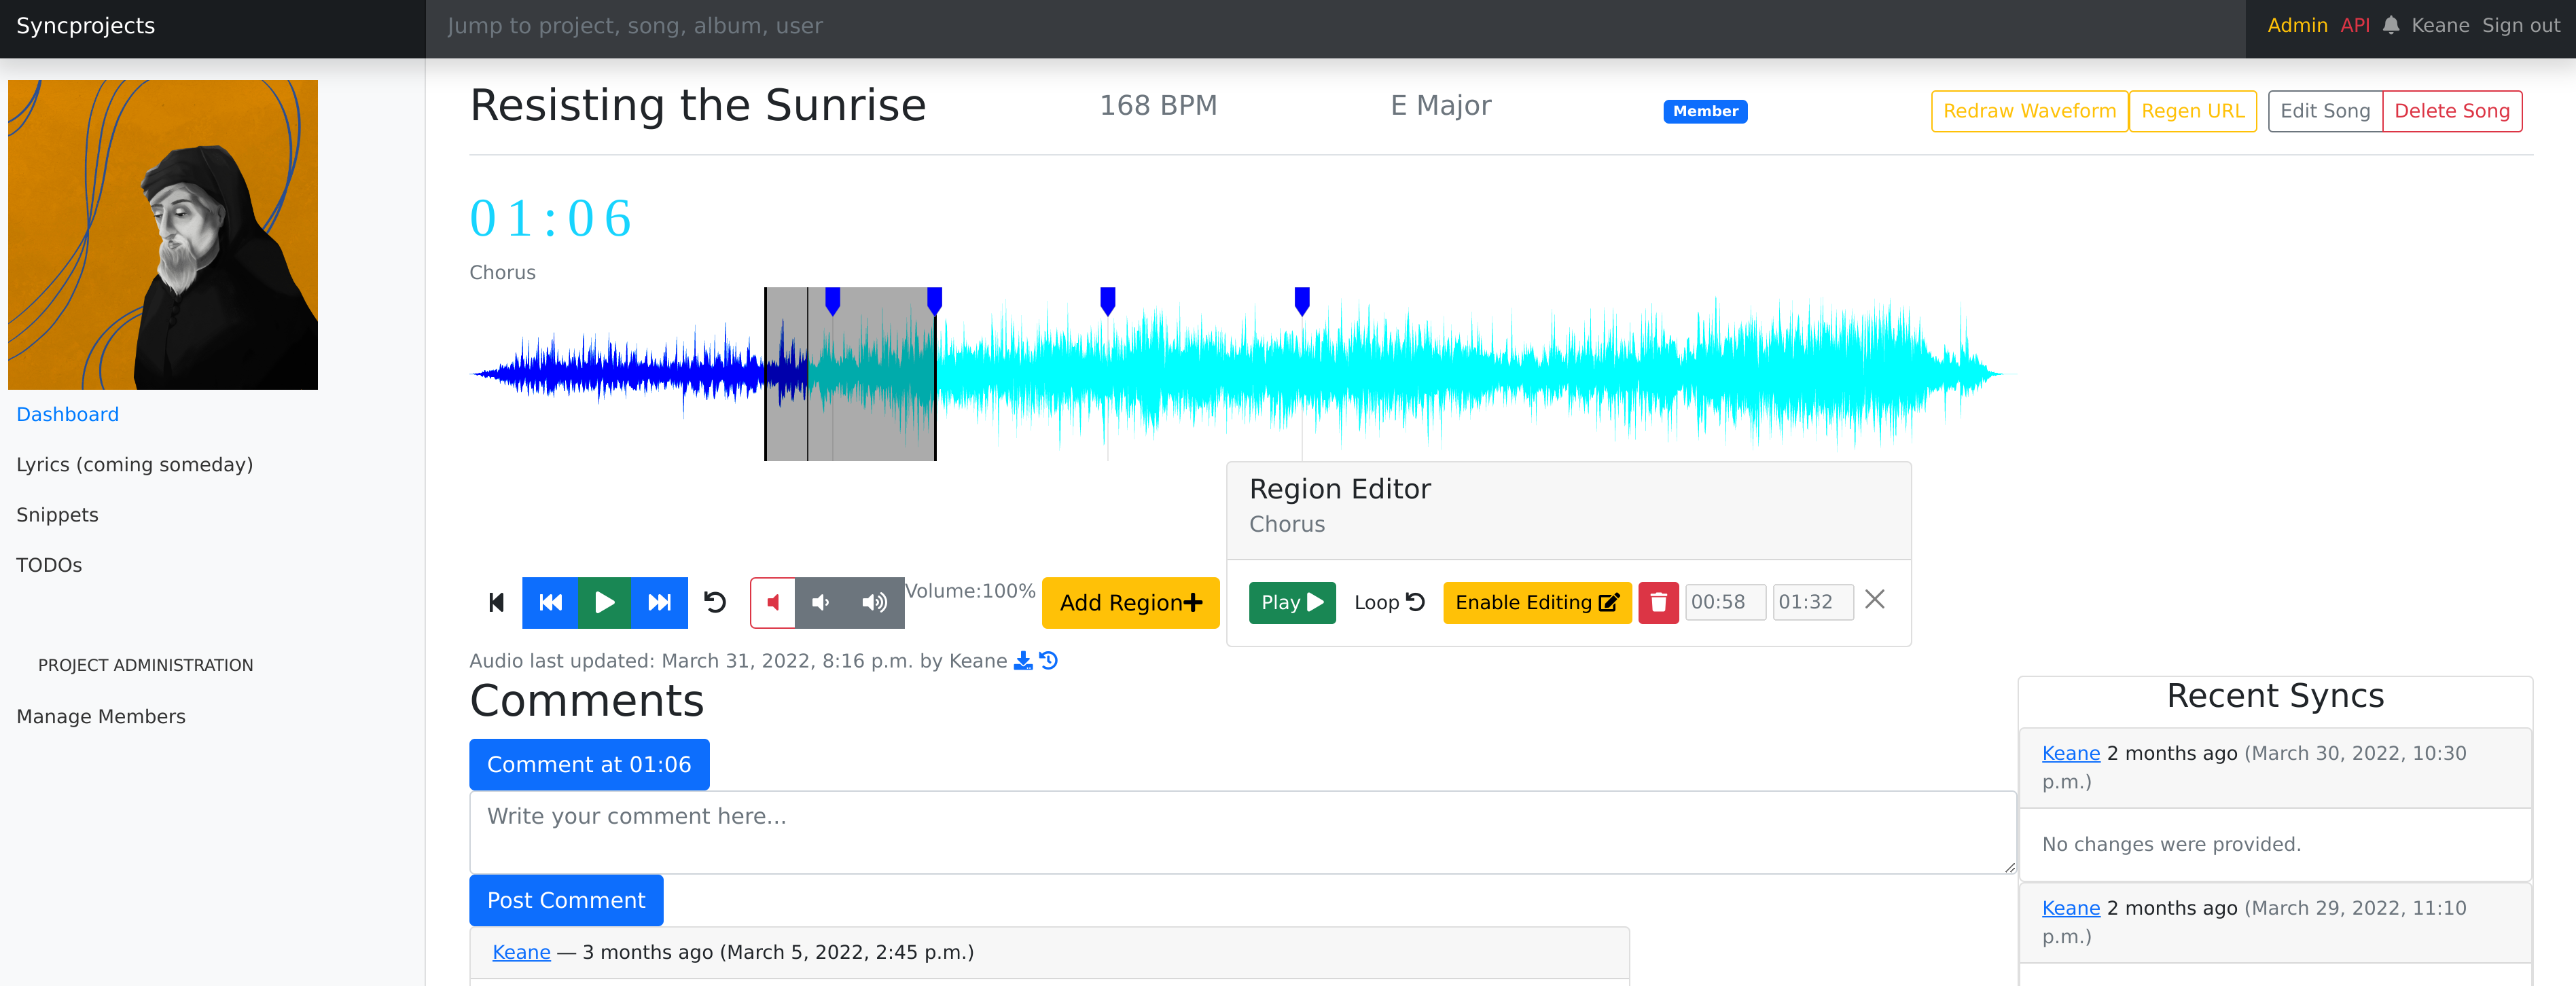 Syncprojects
Jump to project, song, album, user
Admin API Keane Sign out
Dashboard
Lyrics (coming someday)
Snippets
TODOs
PROJECT ADMINISTRATION
Manage Members
Resisting the Sunrise
168 BPM
E Major
Member
Redraw Waveform
Regen URL
Edit Song
Delete Song
01:06
Chorus
Region Editor
Chorus
Volume:100%
Add Region
Play
Loop
Enable Editing
00:58
01:32
Audio last updated: March 31, 2022, 8:16 p.m. by Keane
Comments
Comment at 01:06
Write your comment here...
Post Comment
Keane — 3 months ago (March 5, 2022, 2:45 p.m.)
Recent Syncs
Keane 2 months ago (March 30, 2022, 10:30
p.m.)
No changes were provided.
Keane 2 months ago (March 29, 2022, 11:10
p.m.)